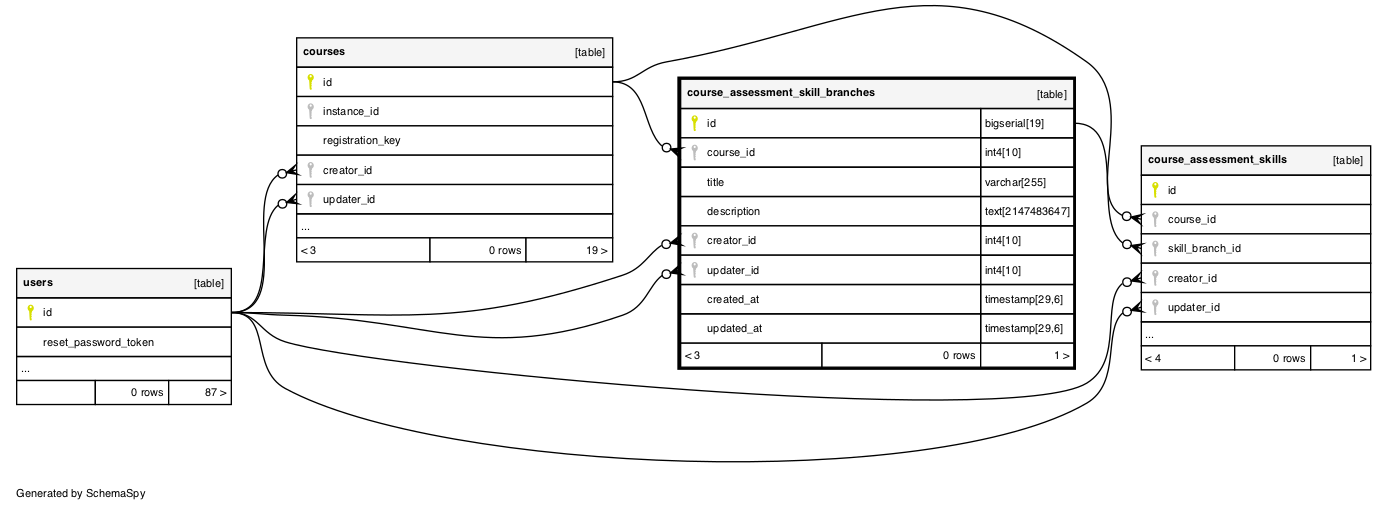 courses [table]
id
instance_id
registration_key
creator_id
updater_id
...
< 3 0 rows 19 >
course_assessment_skill_branches [table]
id bigserial[19]
course_id int4[10]
title varchar[255]
description text[2147483647]
creator_id int4[10]
updater_id int4[10]
created_at timestamp[29,6]
updated_at timestamp[29,6]
< 3 0 rows 1 >
course_assessment_skills [table]
id
course_id
skill_branch_id
creator_id
updater_id
...
< 4 0 rows 1 >
users [table]
id
reset_password_token
...
0 rows 87 >
Generated by SchemaSpy